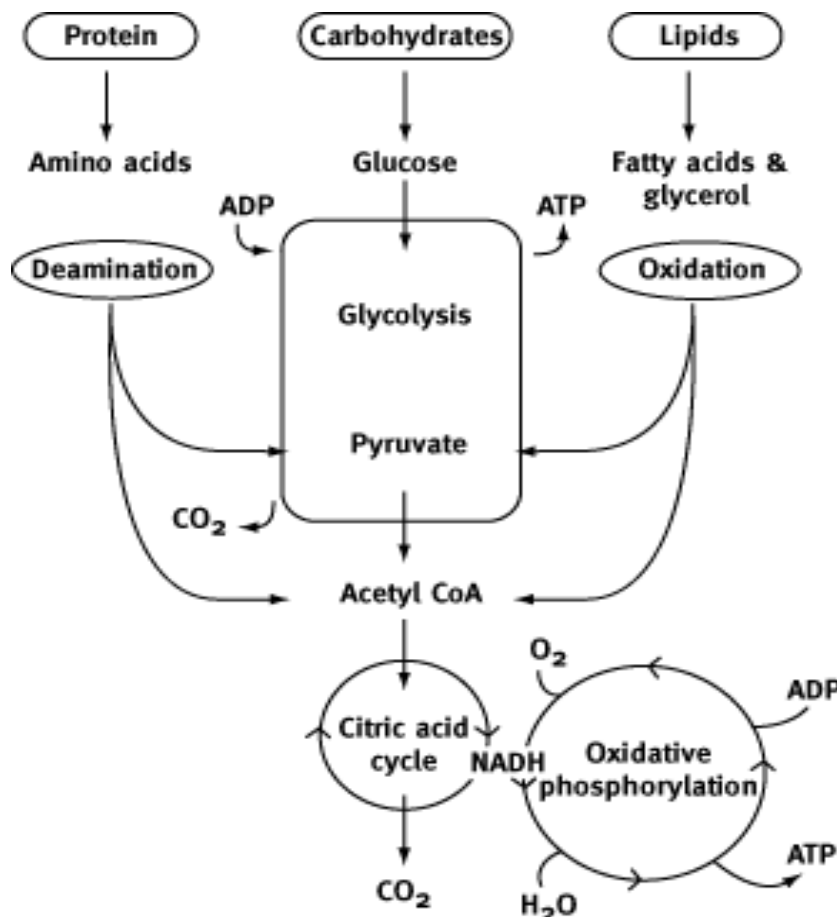 Protein
Carbohydrates
Lipids
Amino acids
Glucose
Fatty acids &
glycerol
ADP
ATP
Deamination
Oxidation
Glycolysis
Pyruvate
CO₂
Acetyl CoA
O₂
ADP
Citric acid
cycle
NADH
Oxidative
phosphorylation
CO₂
H₂O
ATP